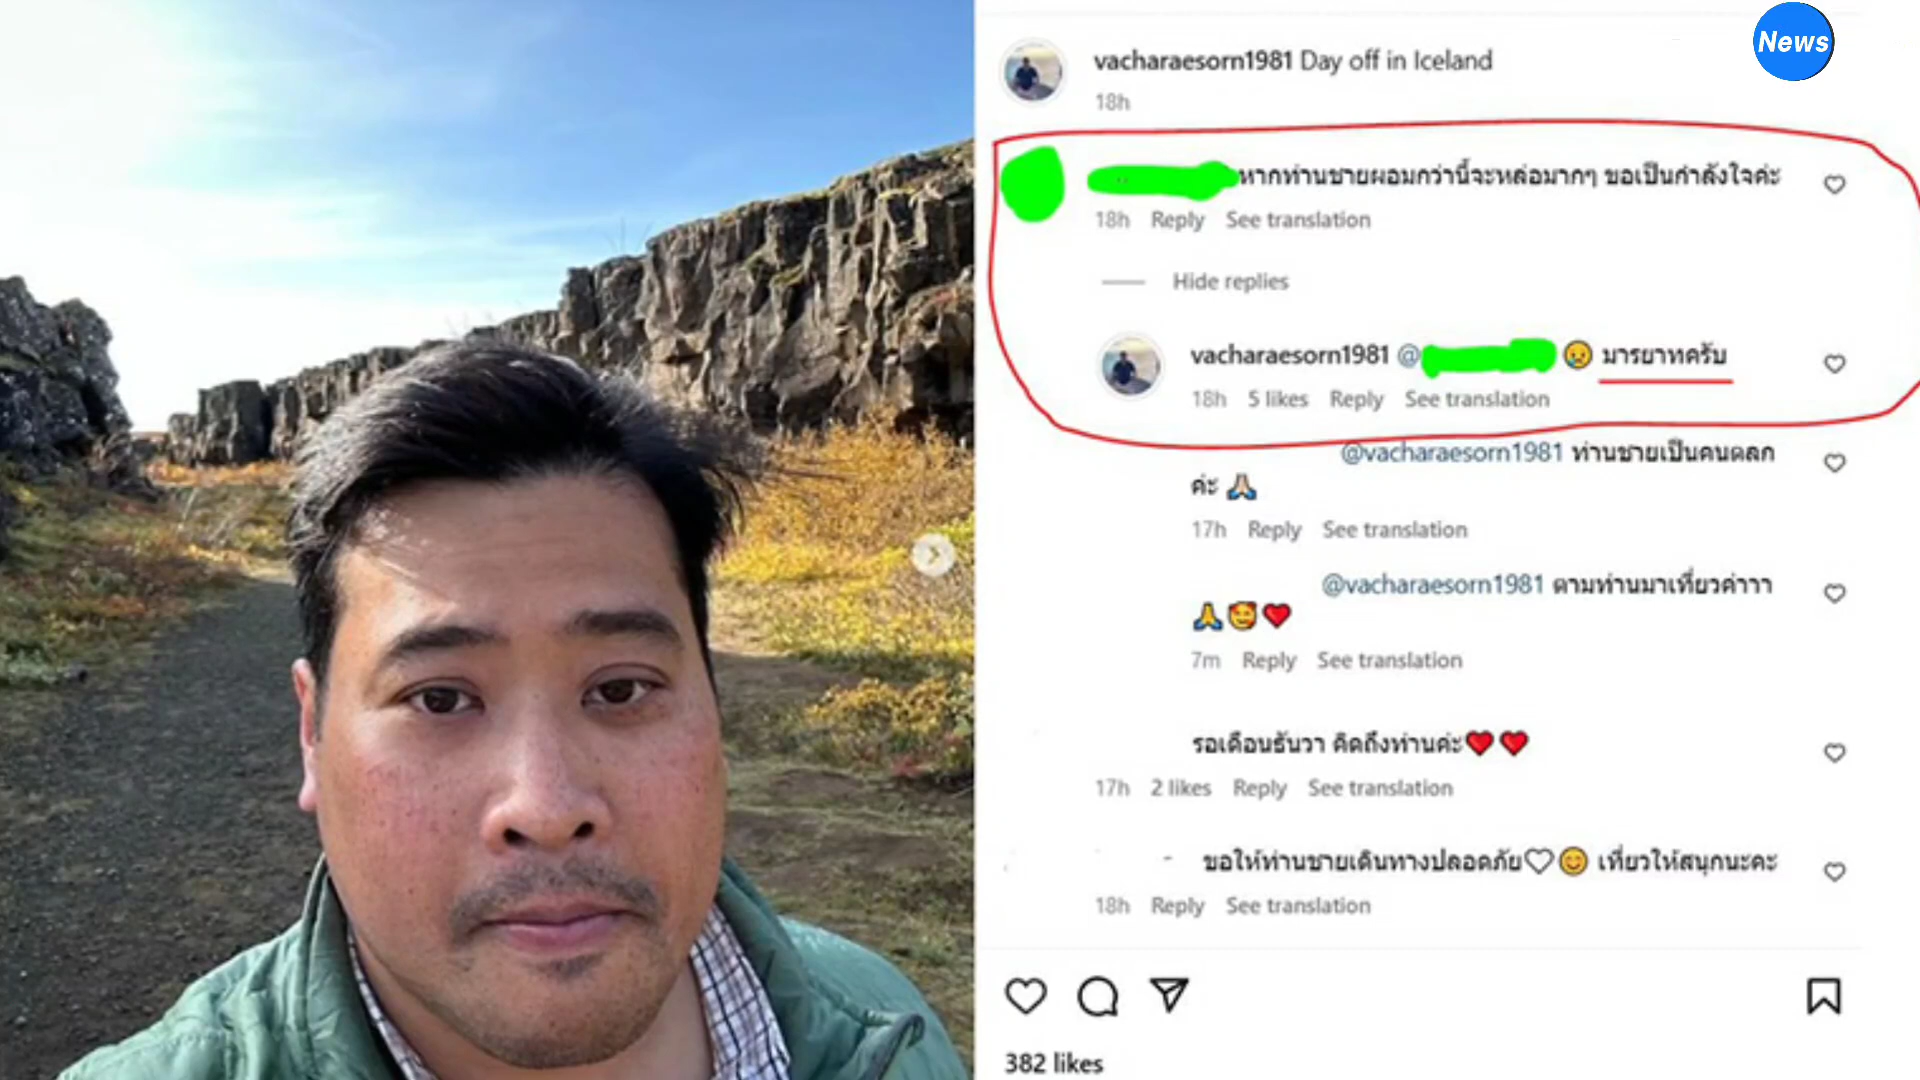 News
vacharaesorn1981 Day off in Iceland
18h
หากท่านชายผอมกว่านี้จะหล่อมากๆ ขอเป็นกำลังใจค่ะ
18h Reply See translation
Hide replies
vacharaesorn1981 @ 😢 มารยาทครับ
18h 5 likes Reply See translation
@vacharaesorn1981 ท่านชายเป็นคนตลก
ค่ะ 🙏🏻
17h Reply See translation
@vacharaesorn1981 ตามท่านมาเที่ยวค่าาา
🙏🥰❤️
7m Reply See translation
รอเดือนธันวา คิดถึงท่านค่ะ❤️❤️
17h 2 likes Reply See translation
ขอให้ท่านชายเดินทางปลอดภัย🤍😊 เที่ยวให้สนุกนะคะ
18h Reply See translation
382 likes